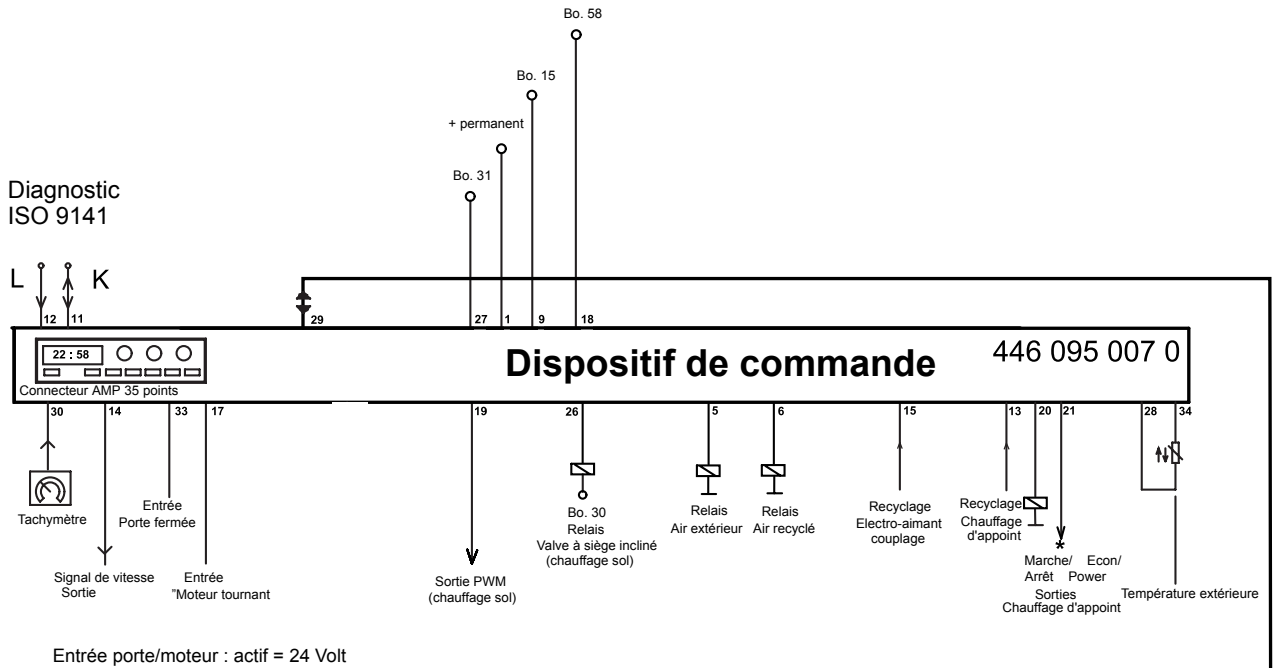 Bo. 58
Bo. 15
+ permanent
Bo. 31
Diagnostic
ISO 9141
L K
12 11 29 27 1 9 18
22 : 58
Dispositif de commande
446 095 007 0
Connecteur AMP 35 points
30 14 33 17 19 26 5 6 15 13 20 21 28 34
Tachymètre
Entrée
Porte fermée
Signal de vitesse
Sortie
Entrée
"Moteur tournant
Sortie PWM
(chauffage sol)
Bo. 30
Relais
Valve à siège incliné
(chauffage sol)
Relais
Air extérieur
Relais
Air recyclé
Recyclage
Electro-aimant
couplage
Recyclage
Chauffage
d'appoint
*
Marche/ Econ/
Arrêt Power
Sorties
Chauffage d'appoint
Température extérieure
Entrée porte/moteur : actif = 24 Volt